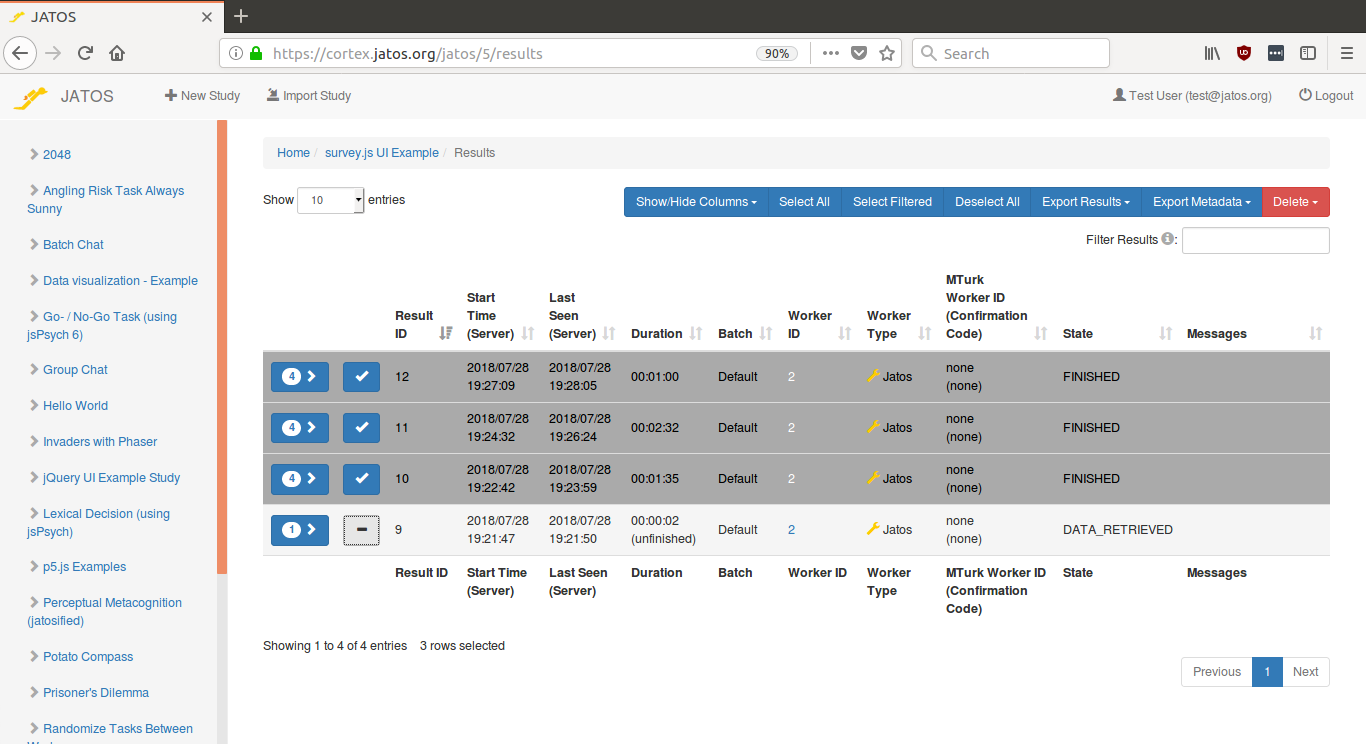 JATOS
https://cortex.jatos.org/jatos/5/results
90%
Search
JATOS
New Study
Import Study
Test User (test@jatos.org)
Logout
2048
Angling Risk Task Always
Sunny
Batch Chat
Data visualization - Example
Go- / No-Go Task (using
jsPsych 6)
Group Chat
Hello World
Invaders with Phaser
jQuery UI Example Study
Lexical Decision (using
jsPsych)
p5.js Examples
Perceptual Metacognition
(jatosified)
Potato Compass
Prisoner's Dilemma
Randomize Tasks Between
Home / survey.js UI Example / Results
Show 10 entries
Show/Hide Columns
Select All
Select Filtered
Deselect All
Export Results
Export Metadata
Delete
Filter Results :
Result
ID
Start
Time
(Server)
Last
Seen
(Server)
Duration
Batch
Worker
ID
Worker
Type
MTurk
Worker ID
(Confirmation
Code)
State
Messages
4
12
2018/07/28
19:27:09
2018/07/28
19:28:05
00:01:00
Default
2
Jatos
none
(none)
FINISHED
4
11
2018/07/28
19:24:32
2018/07/28
19:26:24
00:02:32
Default
2
Jatos
none
(none)
FINISHED
4
10
2018/07/28
19:22:42
2018/07/28
19:23:59
00:01:35
Default
2
Jatos
none
(none)
FINISHED
1
9
2018/07/28
19:21:47
2018/07/28
19:21:50
00:00:02
(unfinished)
Default
2
Jatos
none
(none)
DATA_RETRIEVED
Result ID
Start Time
(Server)
Last Seen
(Server)
Duration
Batch
Worker ID
Worker
Type
MTurk Worker ID
(Confirmation
Code)
State
Messages
Showing 1 to 4 of 4 entries 3 rows selected
Previous
1
Next